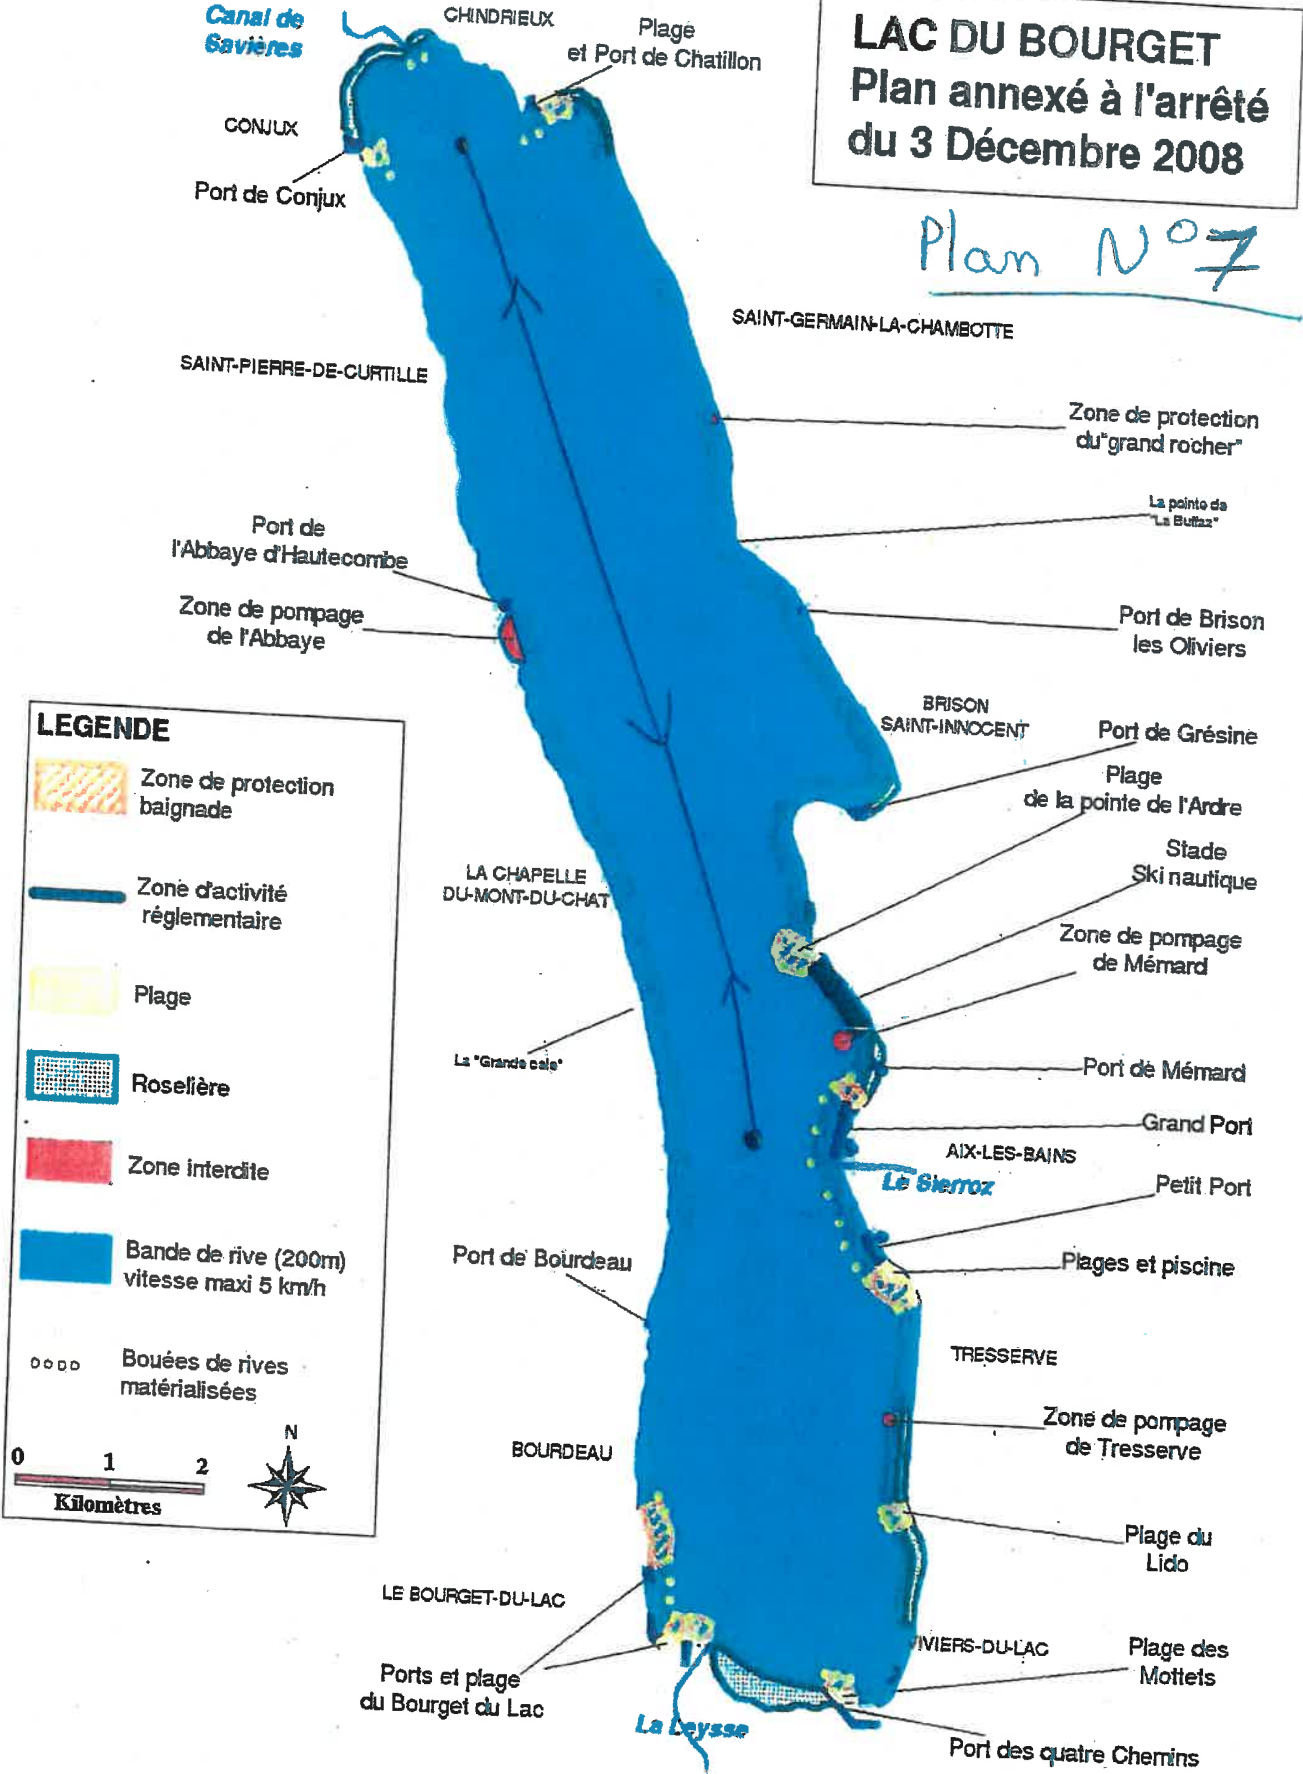 LAC DU BOURGET
Plan annexé à l'arrêté
du 3 Décembre 2008
Plan N° 7
Canal de
Savières
CHINDRIEUX
Plage
et Port de Chatillon
CONJUX
Port de Conjux
SAINT-GERMAIN-LA-CHAMBOTTE
SAINT-PIERRE-DE-CURTILLE
Zone de protection
du "grand rocher"
La pointe de
"La Buffaz"
Port de
l'Abbaye d'Hautecombe
Zone de pompage
de l'Abbaye
Port de Brison
les Oliviers
BRISON
SAINT-INNOCENT
Port de Grésine
Plage
de la pointe de l'Ardre
Stade
Ski nautique
LA CHAPELLE
DU-MONT-DU-CHAT
Zone de pompage
de Mémard
La "Grande cale"
Port de Mémard
Grand Port
AIX-LES-BAINS
Le Sierroz
Petit Port
Port de Bourdeau
Plages et piscine
TRESSERVE
Zone de pompage
de Tresserve
BOURDEAU
Plage du
Lido
LE BOURGET-DU-LAC
VIVIERS-DU-LAC
Plage des
Mottets
Ports et plage
du Bourget du Lac
La Leysse
Port des quatre Chemins
LEGENDE
Zone de protection
baignade
Zone d'activité
réglementaire
Plage
Roselière
Zone interdite
Bande de rive (200m)
vitesse maxi 5 km/h
Bouées de rives
matérialisées
N
0 1 2
Kilomètres